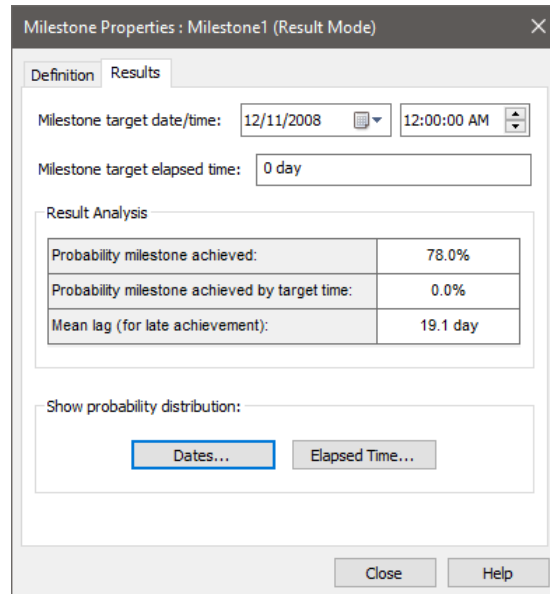 Milestone Properties : Milestone1 (Result Mode)
Definition Results
Milestone target date/time: 12/11/2008 12:00:00 AM
Milestone target elapsed time: 0 day
Result Analysis
Probability milestone achieved: 78.0%
Probability milestone achieved by target time: 0.0%
Mean lag (for late achievement): 19.1 day
Show probability distribution:
Dates... Elapsed Time...
Close Help